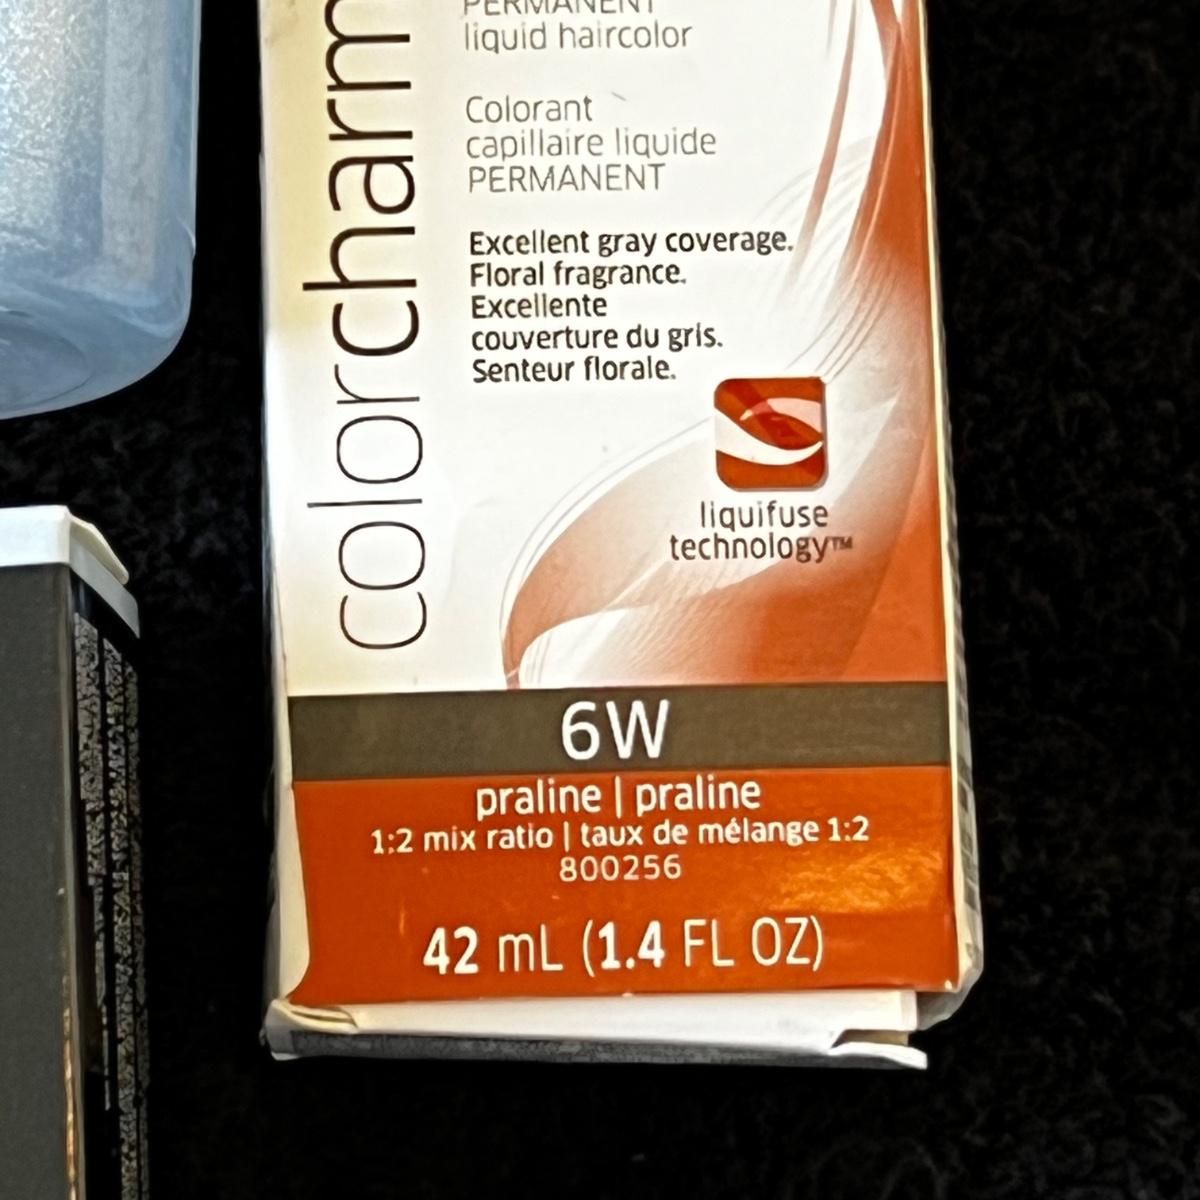 colorcharm
PERMANENT
liquid haircolor
Colorant
capillaire liquide
PERMANENT
Excellent gray coverage.
Floral fragrance.
Excellente
couverture du gris.
Senteur florale.
liquifuse
technology™
6W
praline | praline
1:2 mix ratio | taux de mélange 1:2
800256
42 mL (1.4 FL OZ)